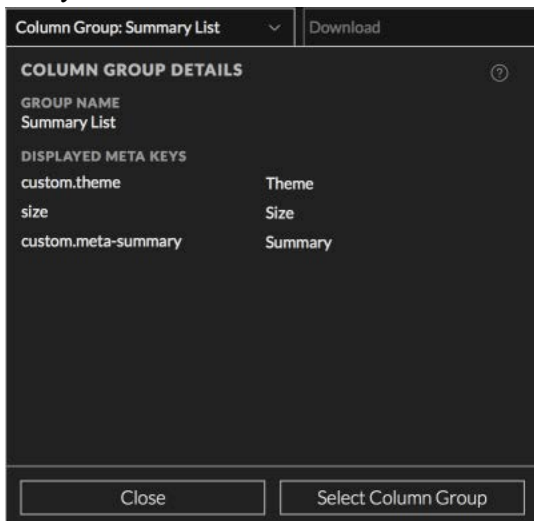 Column Group: Summary List Download
COLUMN GROUP DETAILS
GROUP NAME
Summary List
DISPLAYED META KEYS
custom.theme Theme
size Size
custom.meta-summary Summary
Close Select Column Group